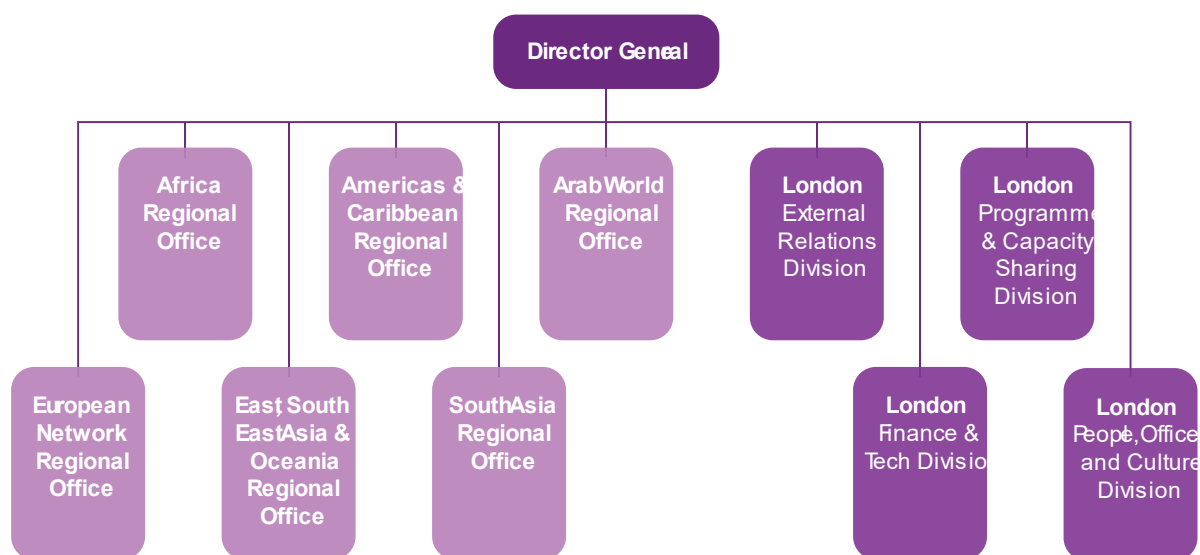 Director General
Africa
Regional
Office
Americas &
Caribbean
Regional
Office
Arab World
Regional
Office
London
External
Relations
Division
London
Programme
& Capacity
Sharing
Division
European
Network
Regional
Office
East, South
East Asia &
Oceania
Regional
Office
South Asia
Regional
Office
London
Finance &
Tech Division
London
People, Office
and Culture
Division